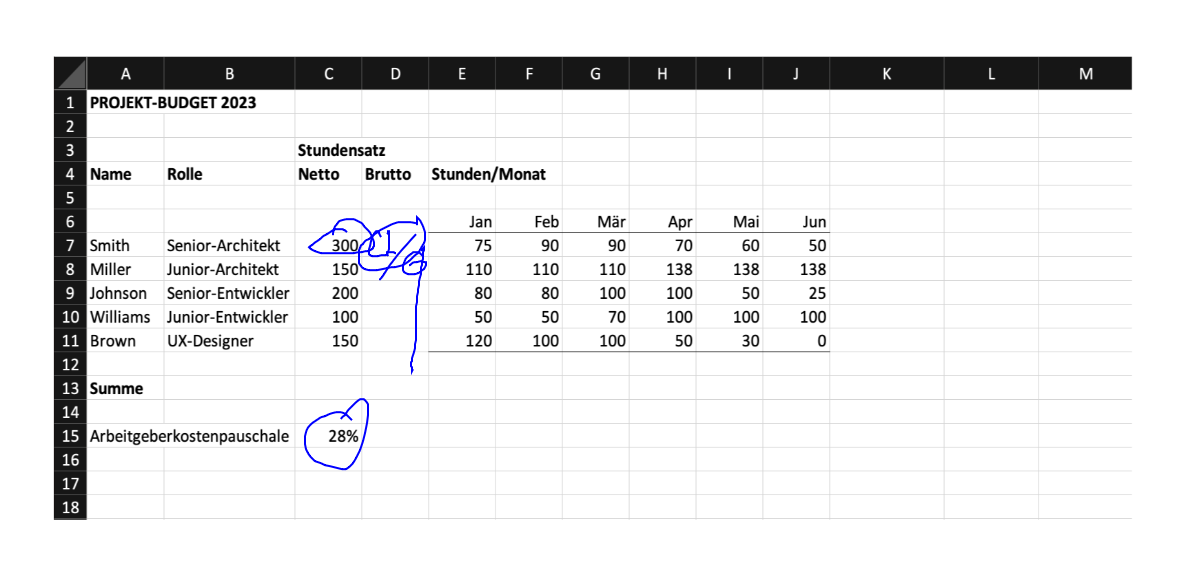 A B C D E F G H I J K L M
1 PROJEKT-BUDGET 2023
2
3 Stundensatz
4 Name Rolle Netto Brutto Stunden/Monat
5
6 Jan Feb Mär Apr Mai Jun
7 Smith Senior-Architekt 300 75 90 90 70 60 50
8 Miller Junior-Architekt 150 110 110 110 138 138 138
9 Johnson Senior-Entwickler 200 80 80 100 100 50 25
10 Williams Junior-Entwickler 100 50 50 70 100 100 100
11 Brown UX-Designer 150 120 100 100 50 30 0
12
13 Summe
14
15 Arbeitgeberkostenpauschale 28%
16
17
18